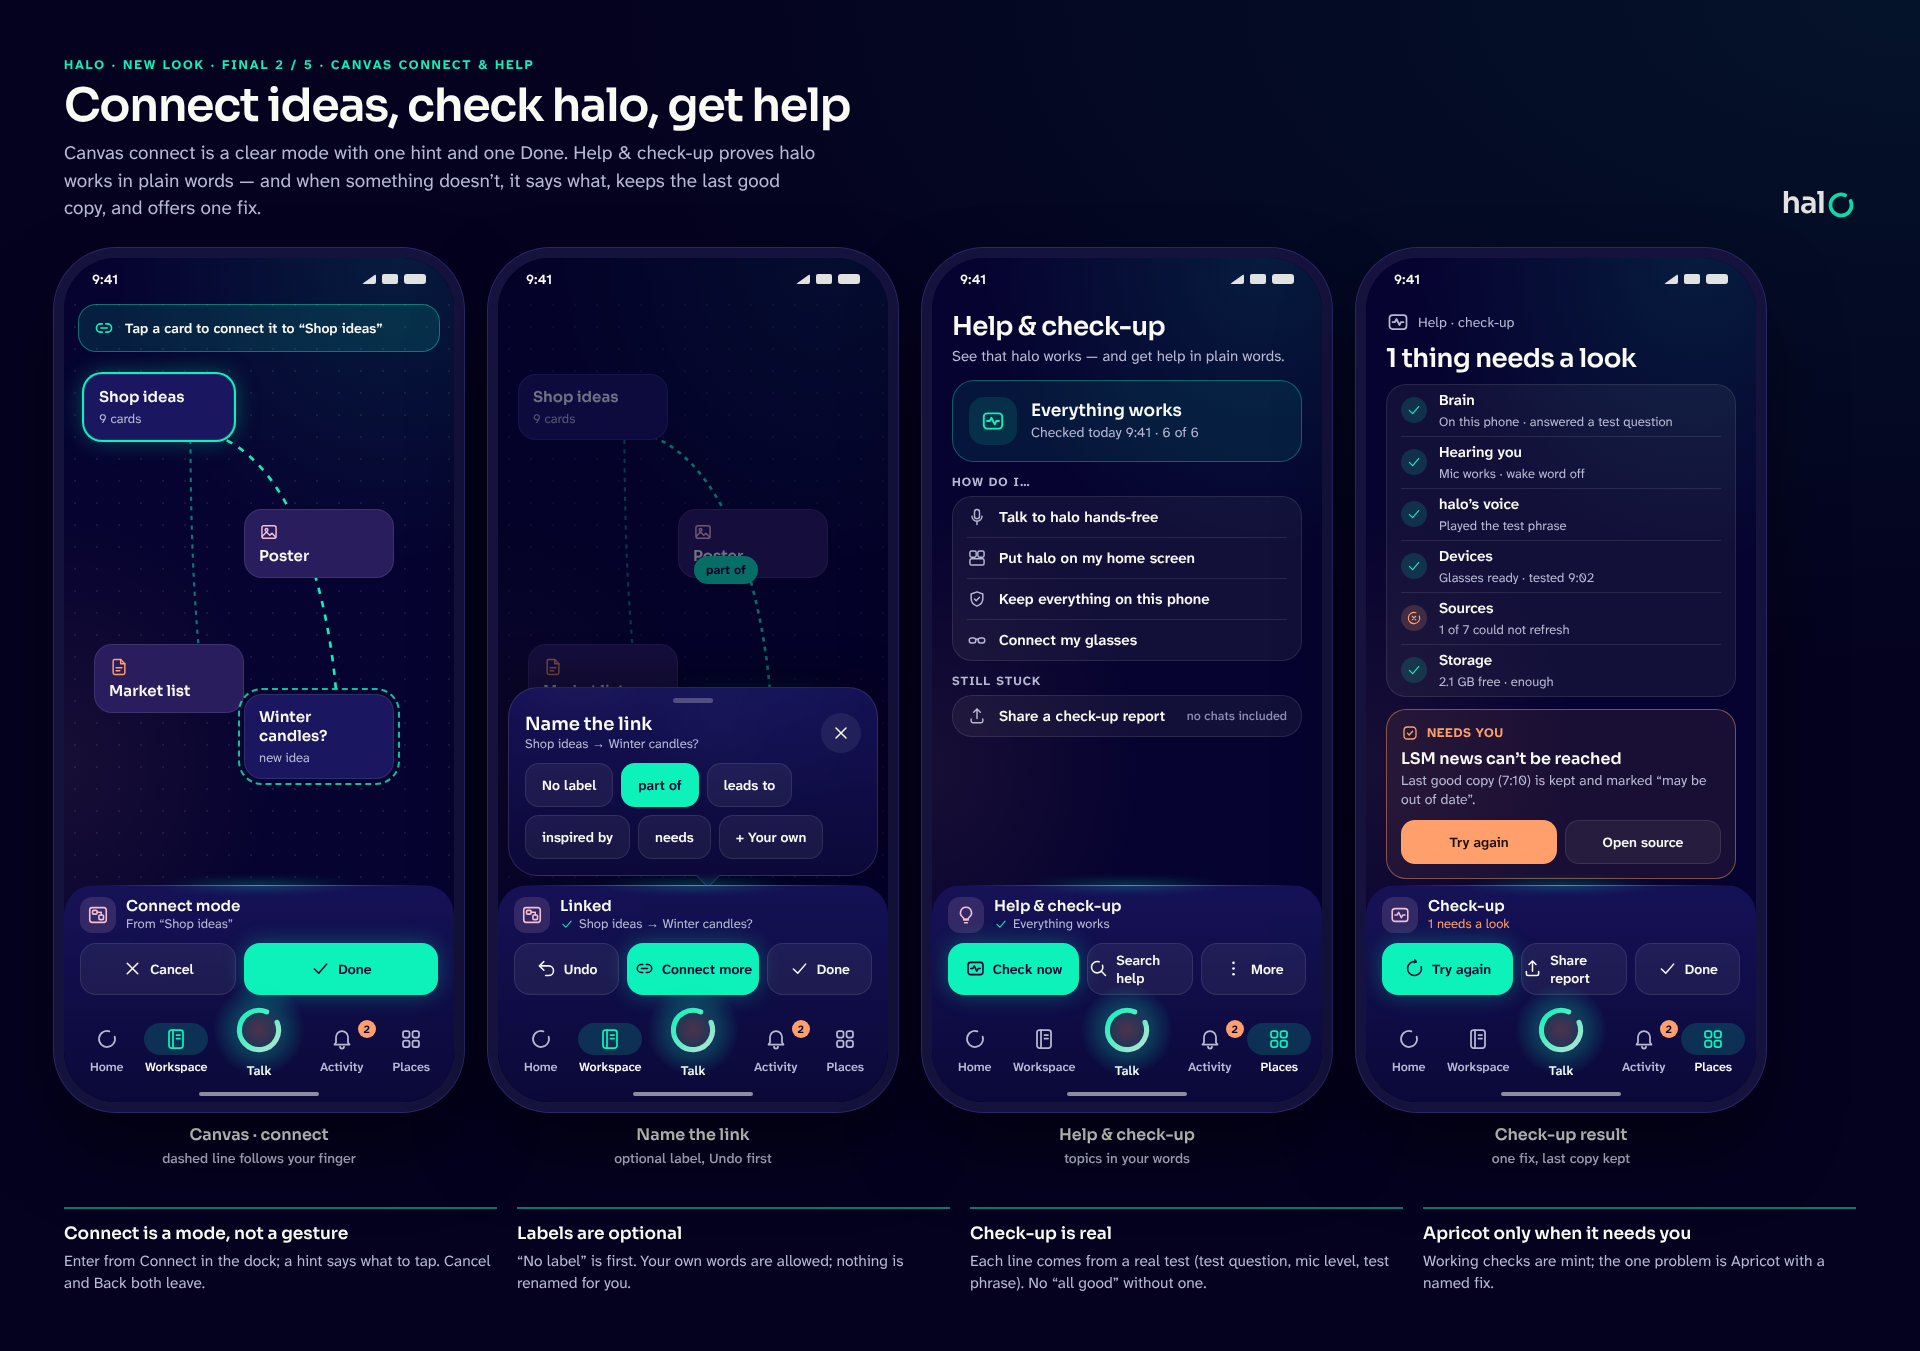 HALO · NEW LOOK · FINAL 2 / 5 · CANVAS CONNECT & HELP
Connect ideas, check halo, get help
Canvas connect is a clear mode with one hint and one Done. Help & check-up proves halo
works in plain words — and when something doesn't, it says what, keeps the last good
copy, and offers one fix.
halo
9:41
Tap a card to connect it to “Shop ideas”
Shop ideas
9 cards
Poster
Market list
Winter
candles?
new idea
Connect mode
From “Shop ideas”
Cancel
Done
Home
Workspace
Talk
2
Activity
Places
Canvas · connect
dashed line follows your finger
9:41
Shop ideas
9 cards
Poster
part of
Market list
Name the link
Shop ideas → Winter candles?
No label
part of
leads to
inspired by
needs
+ Your own
Linked
Shop ideas → Winter candles?
Undo
Connect more
Done
Home
Workspace
Talk
2
Activity
Places
Name the link
optional label, Undo first
9:41
Help & check-up
See that halo works — and get help in plain words.
Everything works
Checked today 9:41 · 6 of 6
HOW DO I…
Talk to halo hands-free
Put halo on my home screen
Keep everything on this phone
Connect my glasses
STILL STUCK
Share a check-up report
no chats included
Help & check-up
Everything works
Check now
Search
help
More
Home
Workspace
Talk
2
Activity
Places
Help & check-up
topics in your words
9:41
Help · check-up
1 thing needs a look
Brain
On this phone · answered a test question
Hearing you
Mic works · wake word off
halo's voice
Played the test phrase
Devices
Glasses ready · tested 9:02
Sources
1 of 7 could not refresh
Storage
2.1 GB free · enough
NEEDS YOU
LSM news can't be reached
Last good copy (7:10) is kept and marked “may be
out of date”.
Try again
Open source
Check-up
1 needs a look
Try again
Share
report
Done
Home
Workspace
Talk
2
Activity
Places
Check-up result
one fix, last copy kept
Connect is a mode, not a gesture
Enter from Connect in the dock; a hint says what to tap. Cancel
and Back both leave.
Labels are optional
“No label” is first. Your own words are allowed; nothing is
renamed for you.
Check-up is real
Each line comes from a real test (test question, mic level, test
phrase). No “all good” without one.
Apricot only when it needs you
Working checks are mint; the one problem is Apricot with a
named fix.